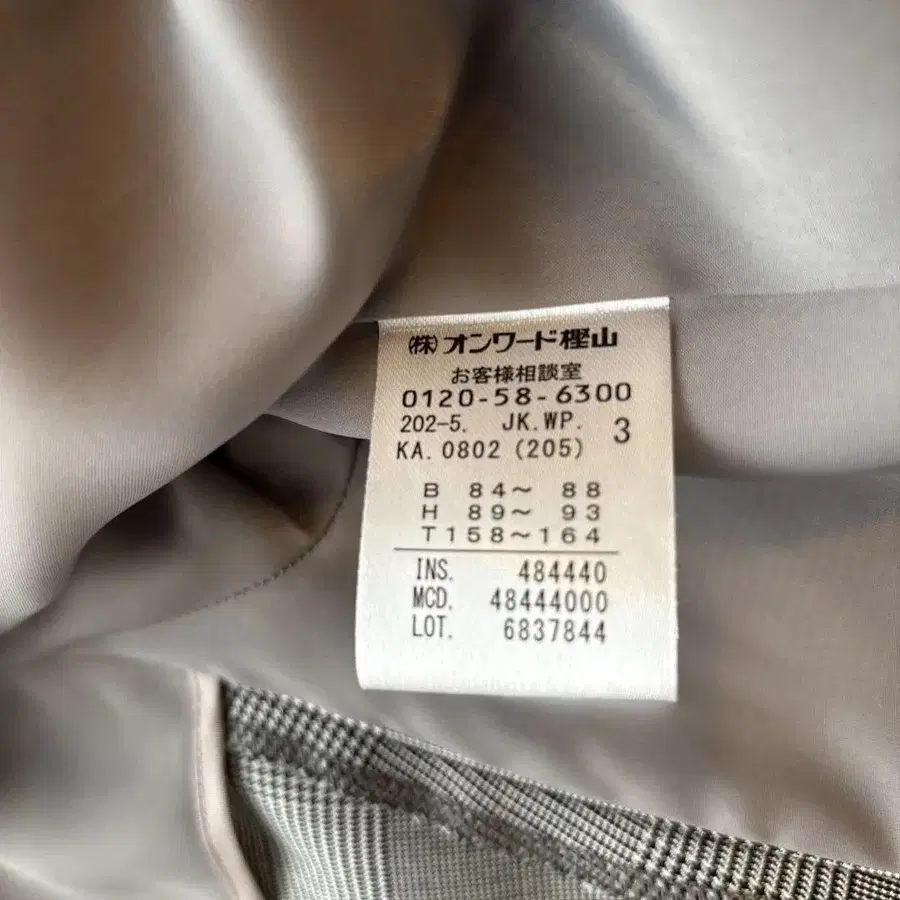 ㈱オンワード樫山
お客様相談室
0120-58-6300
202-5. JK.WP. 3
KA.0802 (205)
B 84～ 88
H 89～ 93
T158～164
INS. 484440
MCD. 48444000
LOT. 6837844